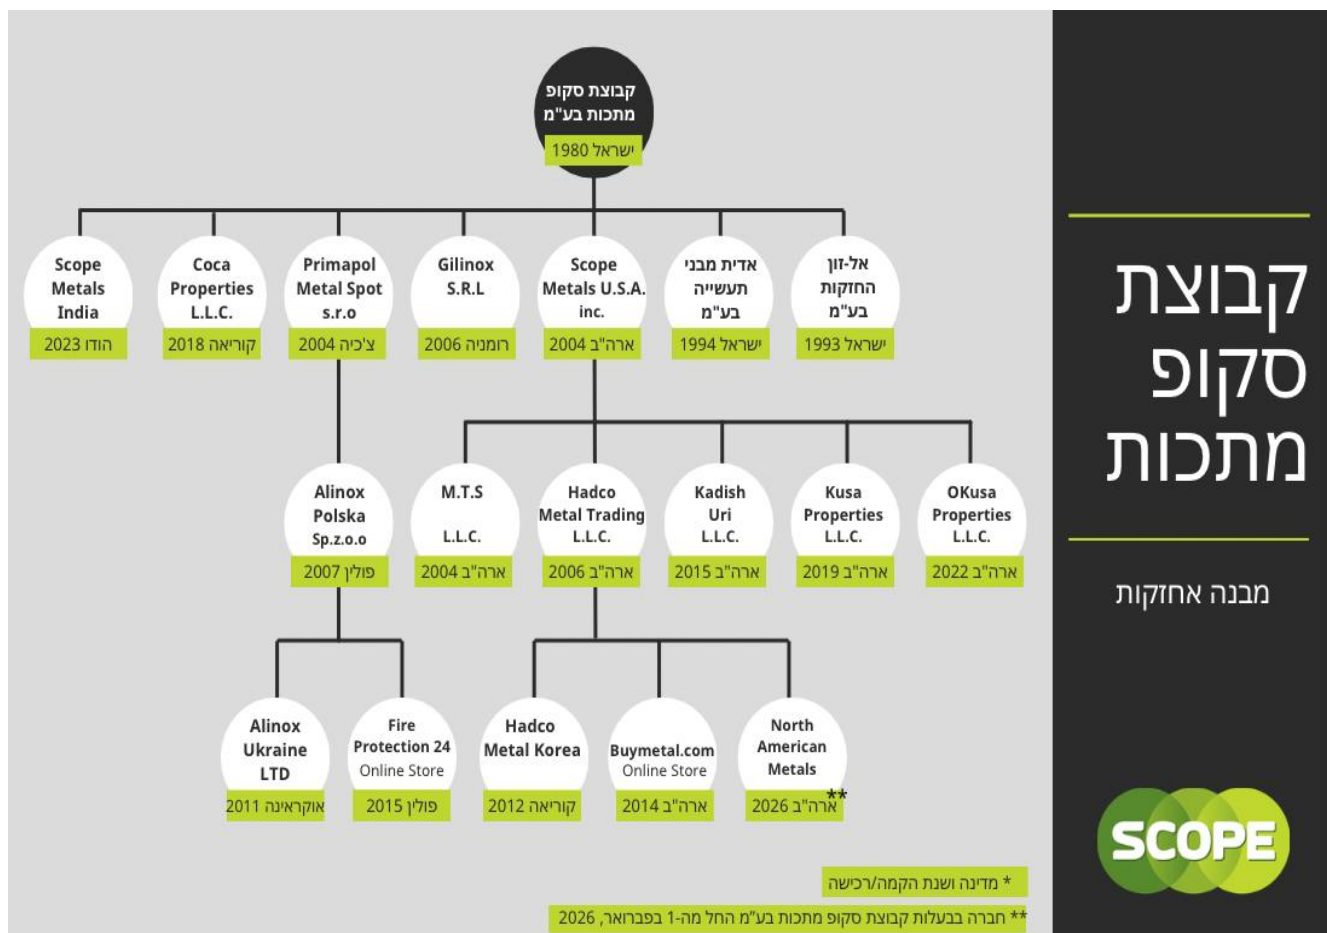 קבוצת סקופ
מתכות בע"מ
ישראל 1980
אל-זון
החזקות
בע"מ
ישראל 1993
אדית מבני
תעשייה
בע"מ
ישראל 1994
Scope
Metals U.S.A.
inc.
ארה"ב 2004
Gilinox
S.R.L
רומניה 2006
Primapol
Metal Spot
s.r.o
צ'כיה 2004
Coca
Properties
L.L.C.
קוריאה 2018
Scope
Metals
India
הודו 2023
OKusa
Properties
L.L.C.
ארה"ב 2022
Kusa
Properties
L.L.C.
ארה"ב 2019
Kadish
Uri
L.L.C.
ארה"ב 2015
Hadco
Metal Trading
L.L.C.
ארה"ב 2006
M.T.S
L.L.C.
ארה"ב 2004
Alinox
Polska
Sp.z.o.o
פולין 2007
North
American
Metals
**ארה"ב 2026
Buymetal.com
Online Store
ארה"ב 2014
Hadco
Metal Korea
קוריאה 2012
Fire
Protection 24
Online Store
פולין 2015
Alinox
Ukraine
LTD
אוקראינה 2011
* מדינה ושנת הקמה/רכישה
** חברה בבעלות קבוצת סקופ מתכות בע"מ החל מה-1 בפברואר, 2026
קבוצת
סקופ
מתכות
מבנה אחזקות
SCOPE